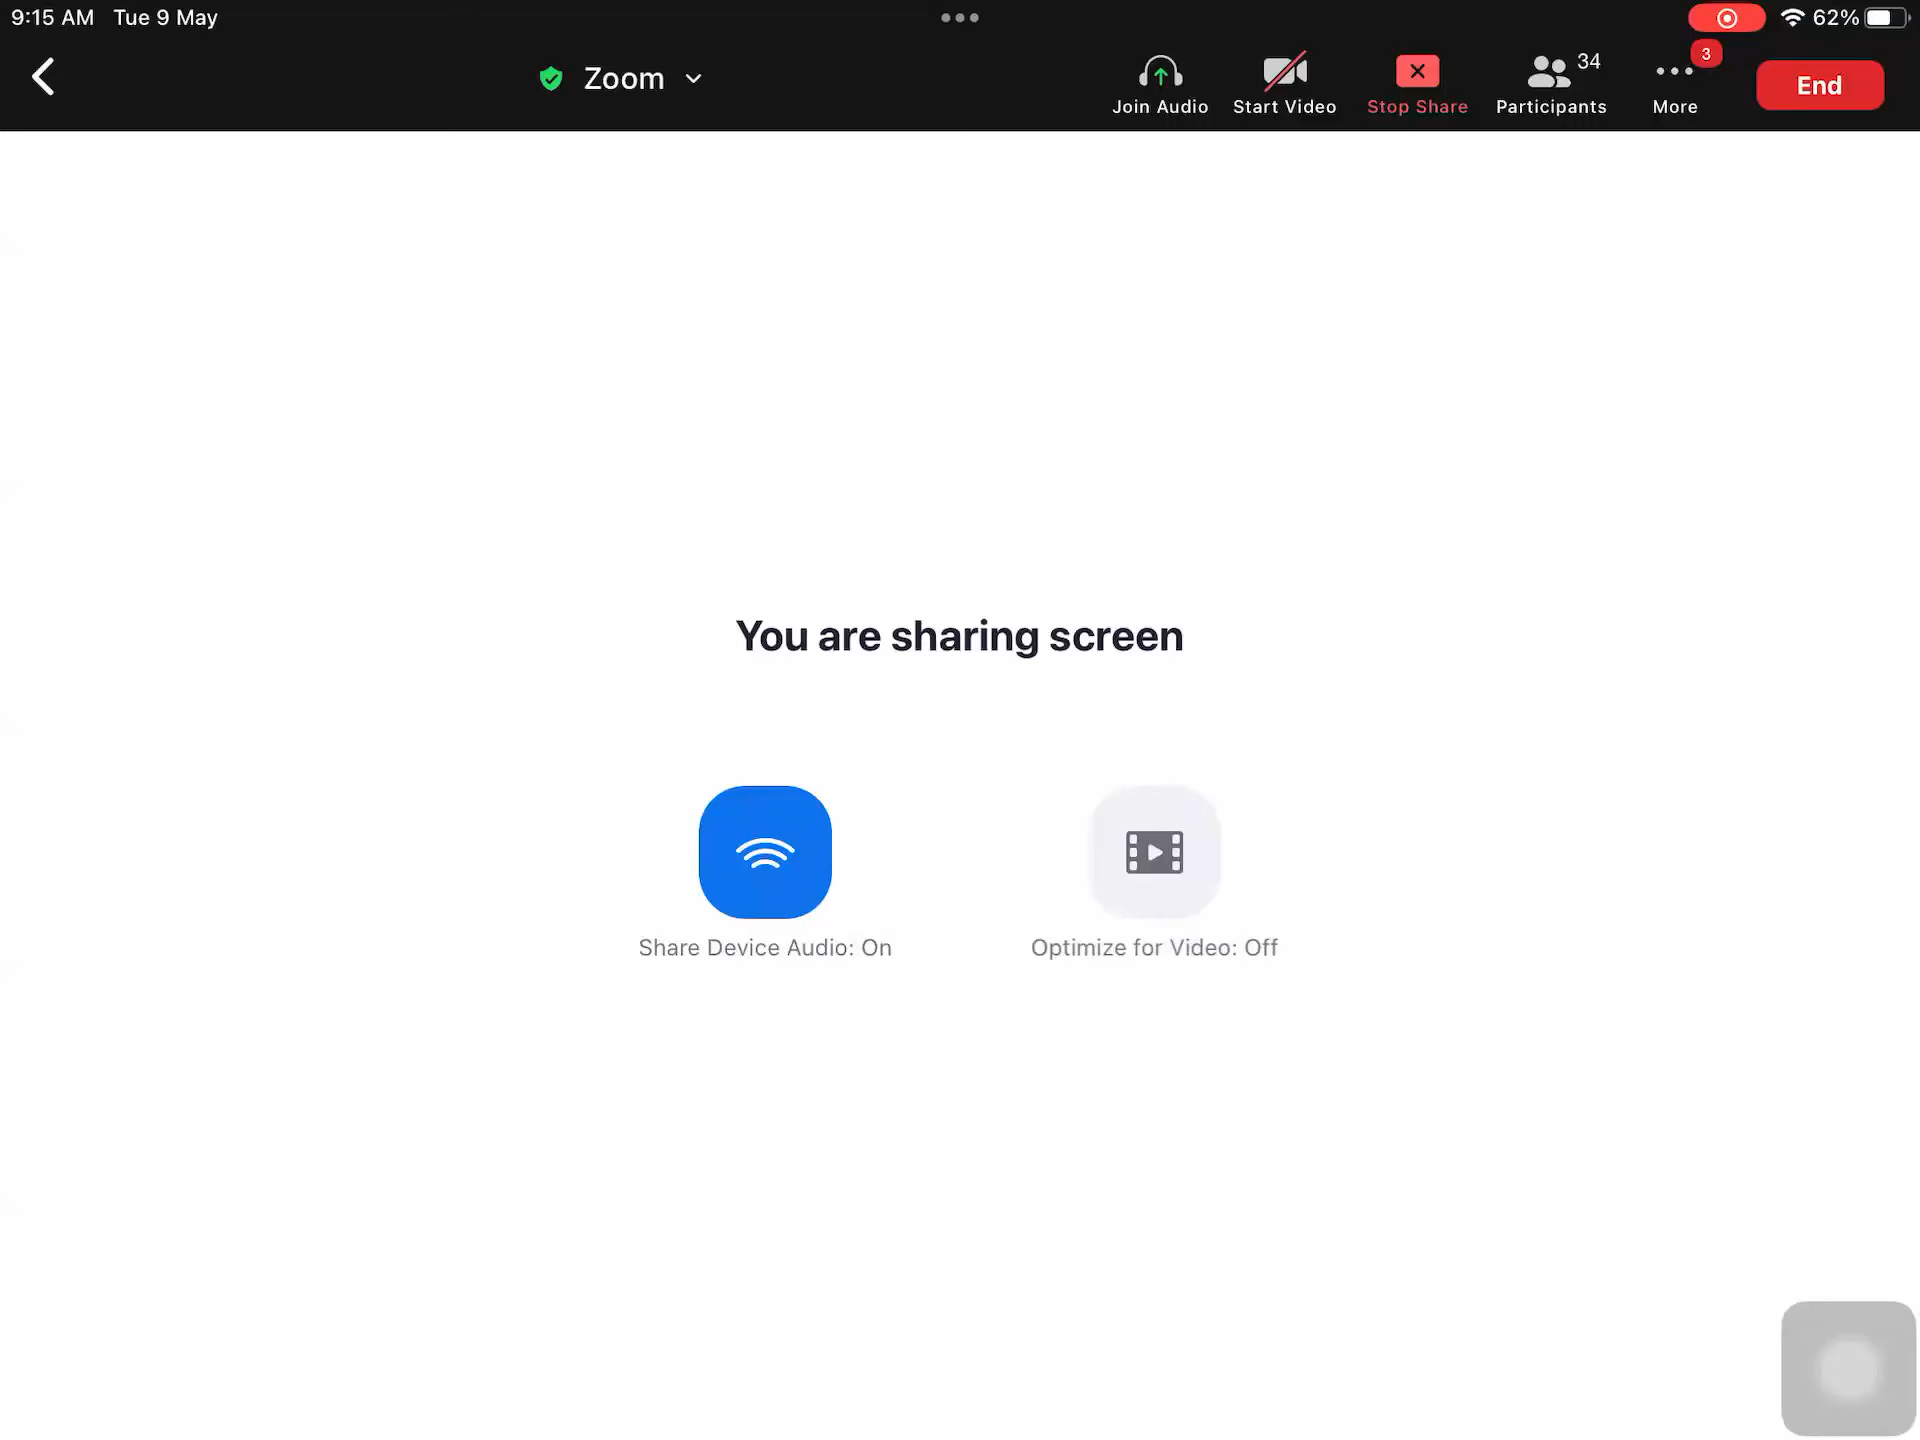 9:15 AM Tue 9 May
62%
Zoom
Join Audio
Start Video
Stop Share
34
Participants
3
More
End
You are sharing screen
Share Device Audio: On
Optimize for Video: Off